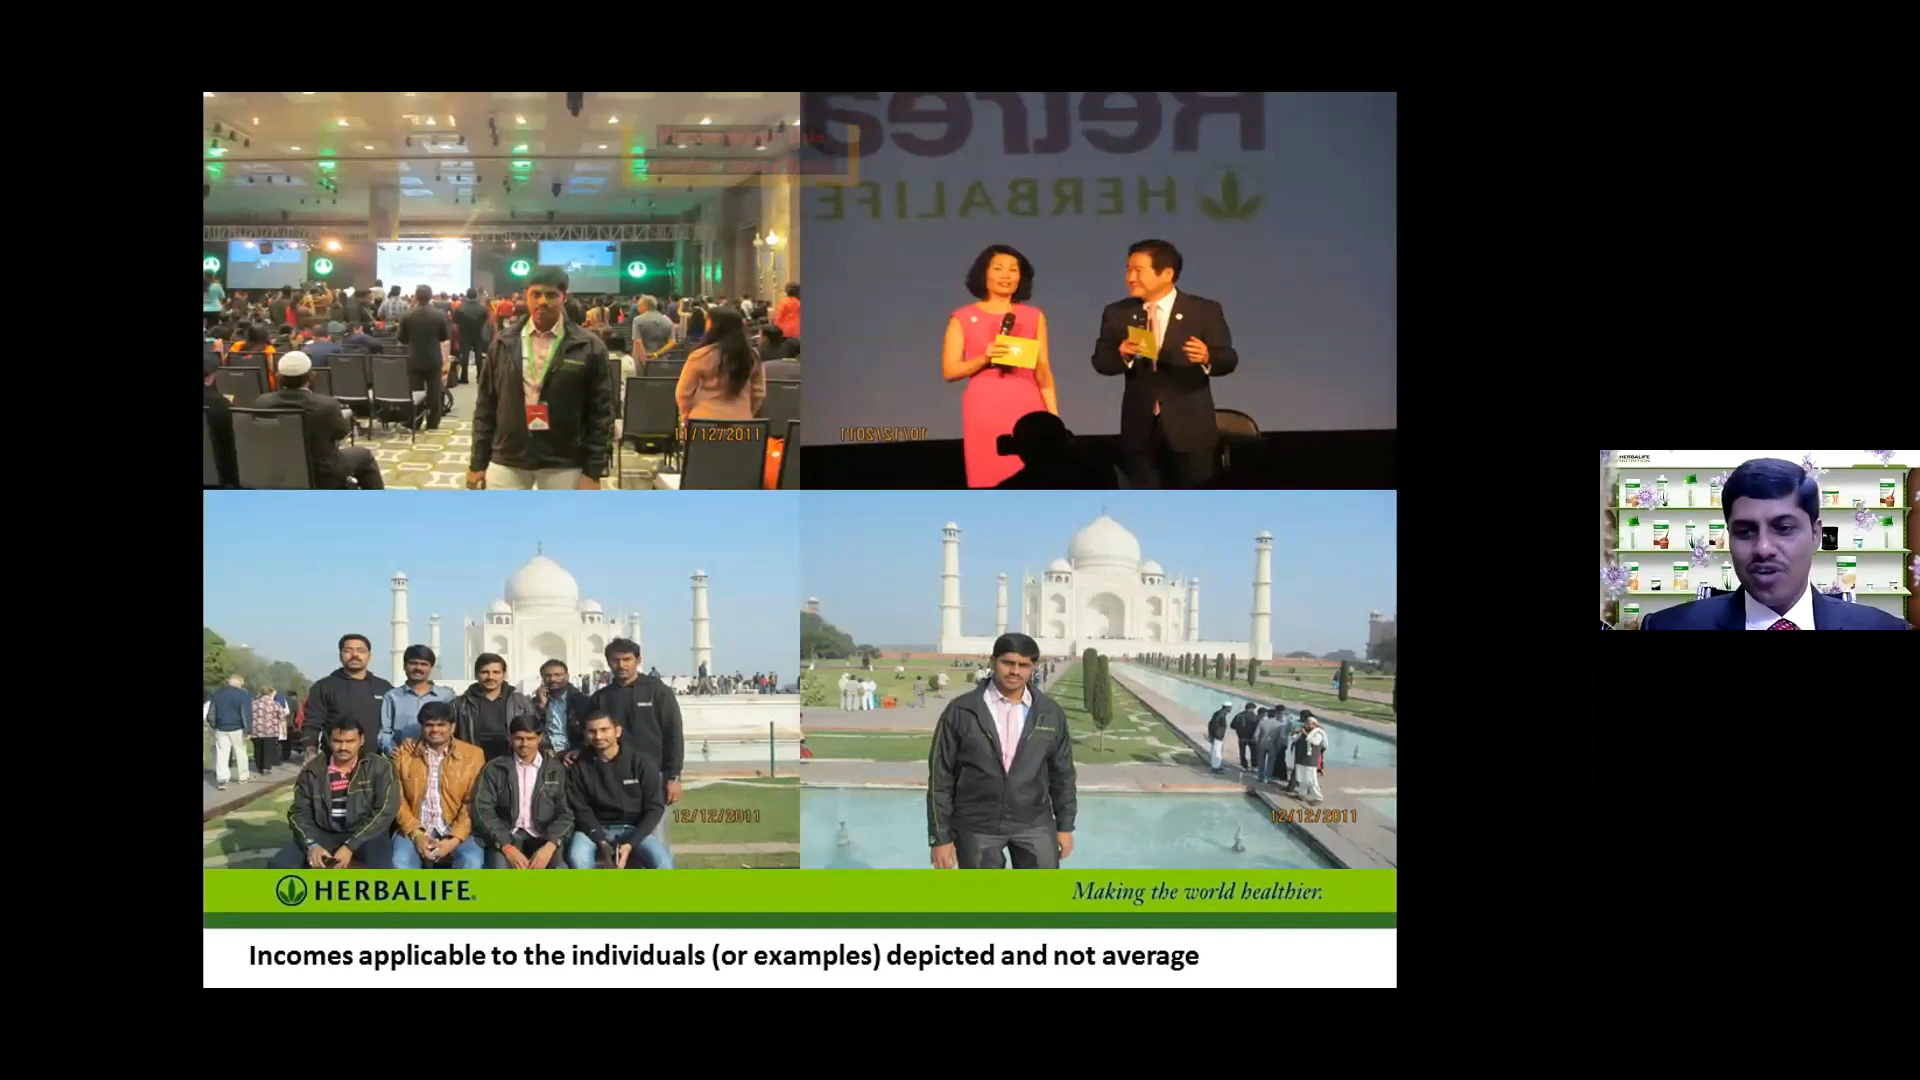 Retrea
HERBALIFE
11/12/2011
10/12/2011
12/12/2011
12/12/2011
HERBALIFE
Making the world healthier.
Incomes applicable to the individuals (or examples) depicted and not average
HERBALIFE
NUTRITION